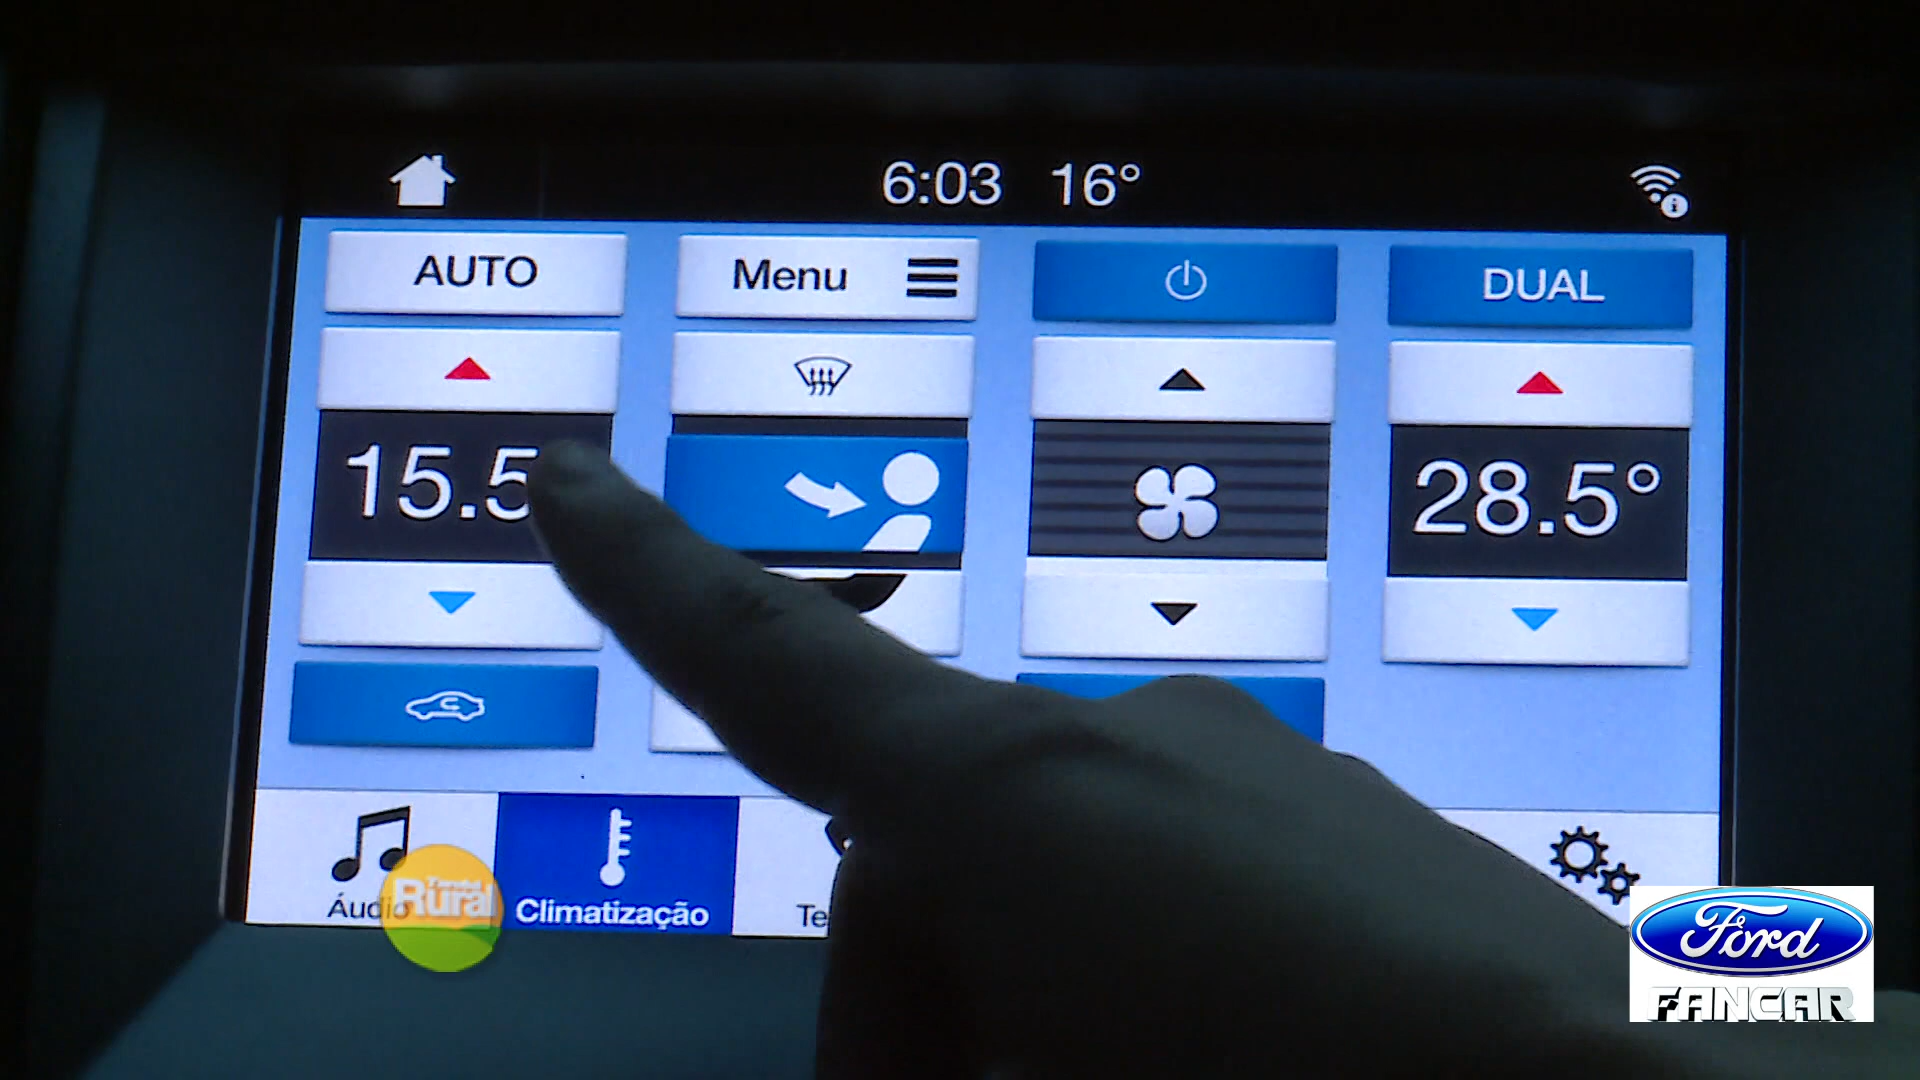 6:03 16°
AUTO
Menu
DUAL
15.5
28.5°
Áudio
Climatização
Te
Rural
Ford
FANCAR